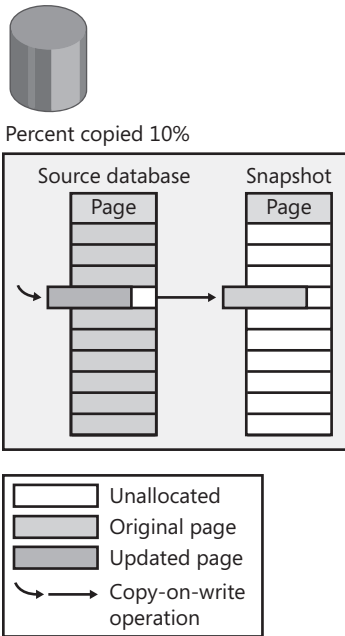 Percent copied 10%
Source database
Snapshot
Page
Page
Unallocated
Original page
Updated page
Copy-on-write
operation